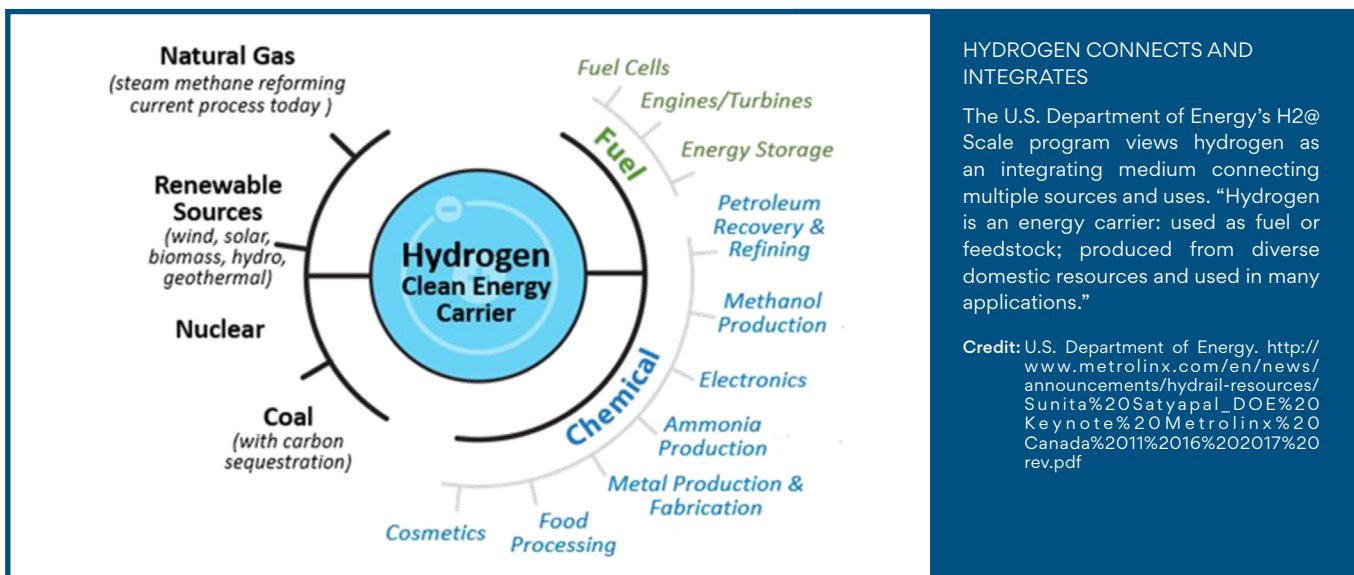 Natural Gas
(steam methane reforming
current process today )
Renewable
Sources
(wind, solar,
biomass, hydro,
geothermal)
Nuclear
Coal
(with carbon
sequestration)
Hydrogen
Clean Energy
Carrier
Fuel
Fuel Cells
Engines/Turbines
Energy Storage
Chemical
Petroleum
Recovery &
Refining
Methanol
Production
Electronics
Ammonia
Production
Metal Production &
Fabrication
Food
Processing
Cosmetics
HYDROGEN CONNECTS AND
INTEGRATES
The U.S. Department of Energy’s H2@
Scale program views hydrogen as
an integrating medium connecting
multiple sources and uses. “Hydrogen
is an energy carrier: used as fuel or
feedstock; produced from diverse
domestic resources and used in many
applications.”
Credit: U.S. Department of Energy. http://
www.metrolinx.com/en/news/
announcements/hydrail-resources/
Sunita%20Satyapal_DOE%20
Keynote%20Metrolinx%20
Canada%2011%2016%202017%20
rev.pdf